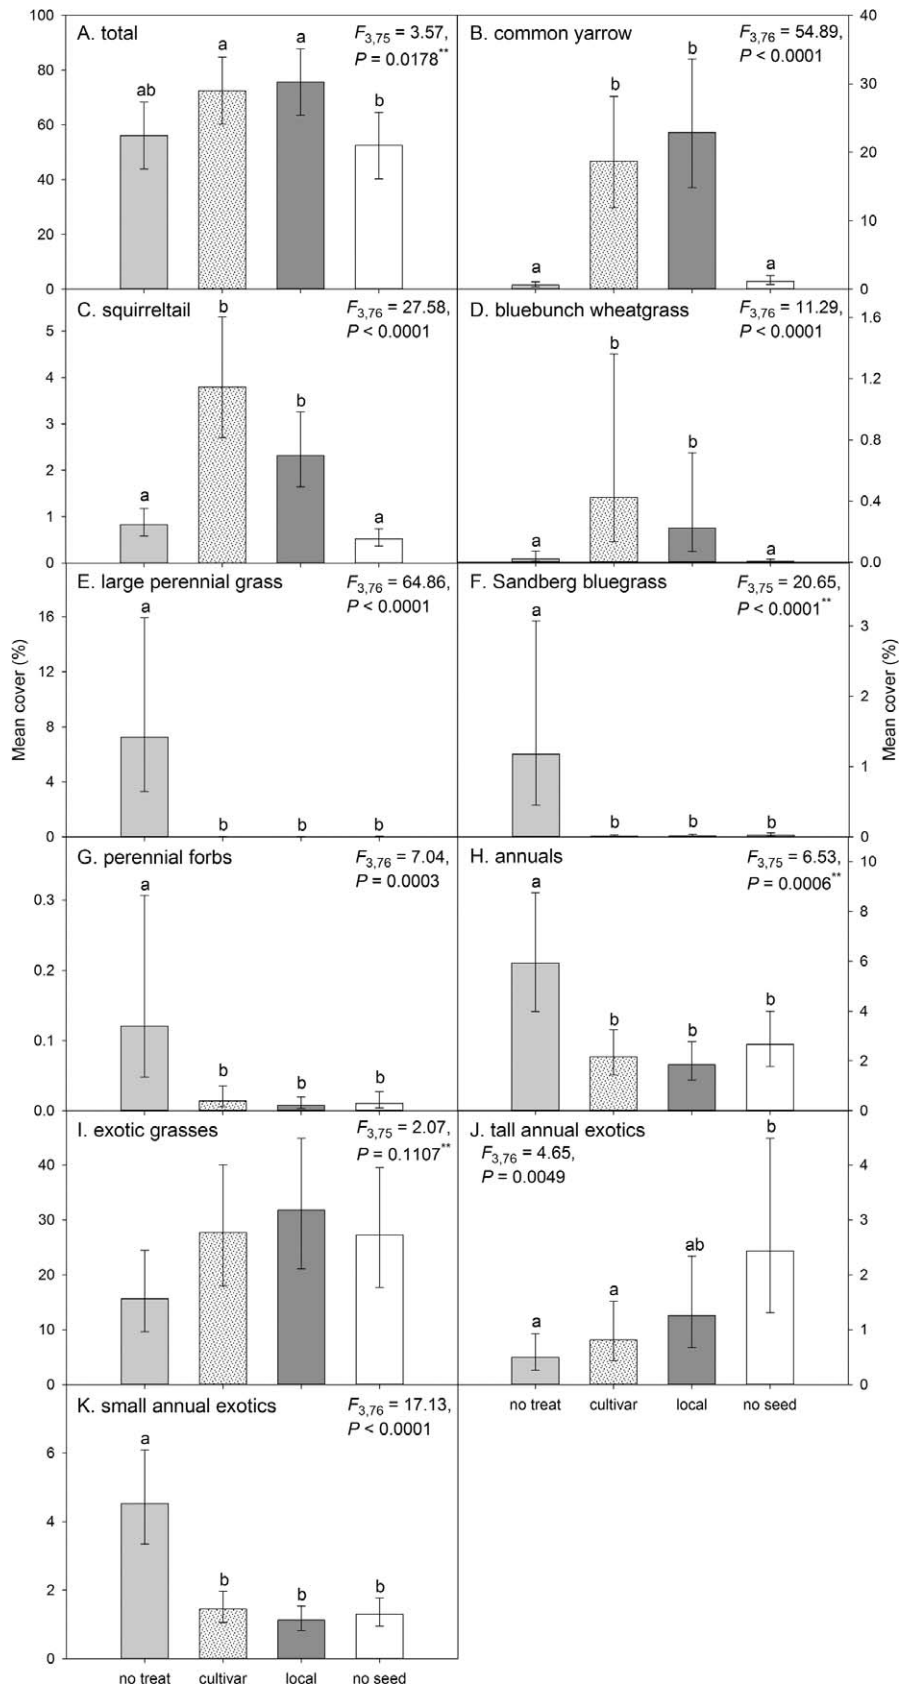 A. total
F3,75 = 3.57,
P = 0.0178**
100
80
60
40
20
0
ab
a
a
b
B. common yarrow
F3,76 = 54.89,
P < 0.0001
40
30
20
10
0
a
b
b
a
C. squirreltail
F3,76 = 27.58,
P < 0.0001
5
4
3
2
1
0
a
b
b
a
D. bluebunch wheatgrass
F3,76 = 11.29,
P < 0.0001
1.6
1.2
0.8
0.4
0.0
a
b
b
a
E. large perennial grass
F3,76 = 64.86,
P < 0.0001
16
12
8
4
0
a
b
b
b
Mean cover (%)
F. Sandberg bluegrass
F3,75 = 20.65,
P < 0.0001**
3
2
1
0
a
b
b
b
Mean cover (%)
G. perennial forbs
F3,76 = 7.04,
P = 0.0003
0.3
0.2
0.1
0.0
a
b
b
b
H. annuals
F3,75 = 6.53,
P = 0.0006**
10
8
6
4
2
0
a
b
b
b
I. exotic grasses
F3,75 = 2.07,
P = 0.1107**
40
30
20
10
0
J. tall annual exotics
F3,76 = 4.65,
P = 0.0049
4
3
2
1
0
a
a
ab
b
no treat cultivar local no seed
K. small annual exotics
F3,76 = 17.13,
P < 0.0001
6
4
2
0
a
b
b
b
no treat cultivar local no seed